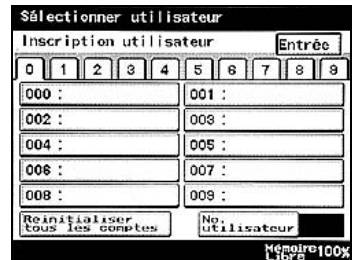 Sélectionner utilisateur
Inscription utilisateur Entrée
0 1 2 3 4 5 6 7 8 9
000 : 001 :
002 : 003 :
004 : 005 :
006 : 007 :
008 : 009 :
Reinitialiser No.
tous les comptes utilisateur
Mémoire 100%
Libre